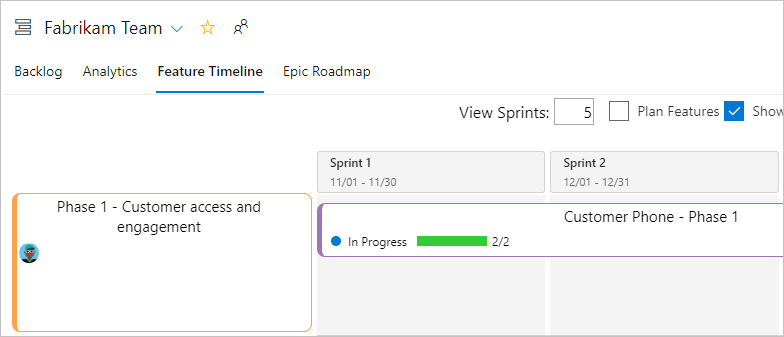 Fabrikam Team
Backlog Analytics Feature Timeline Epic Roadmap
View Sprints: 5 Plan Features Show
Sprint 1 Sprint 2
11/01 - 11/30 12/01 - 12/31
Phase 1 - Customer access and
engagement
Customer Phone - Phase 1
In Progress 2/2